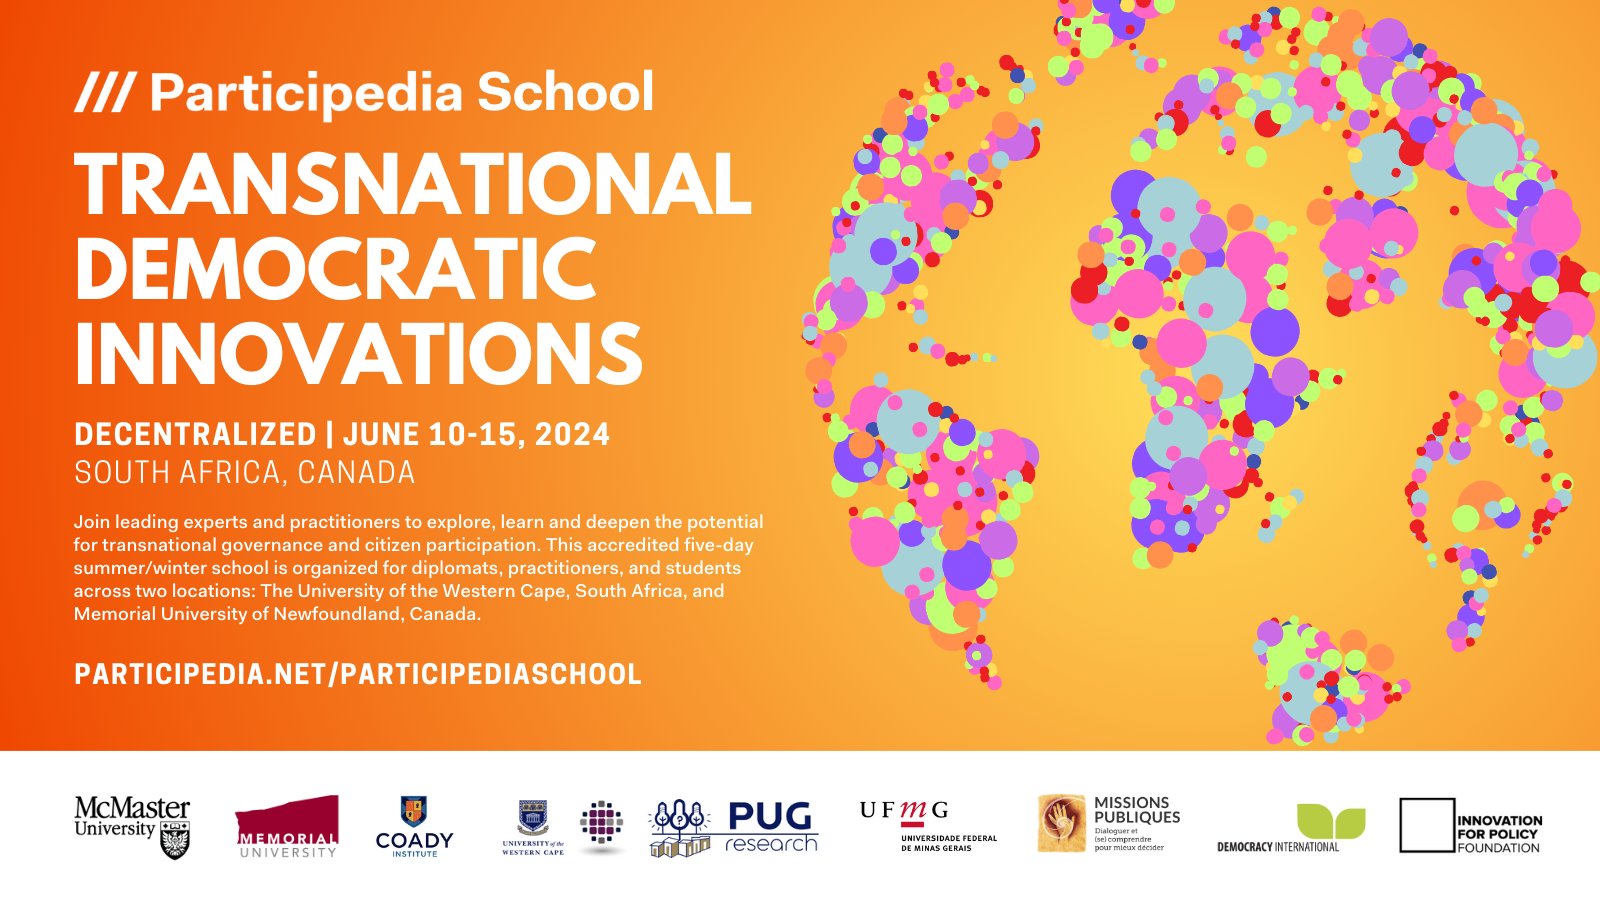 /// Participedia School
TRANSNATIONAL
DEMOCRATIC
INNOVATIONS
DECENTRALIZED | JUNE 10-15, 2024
SOUTH AFRICA, CANADA
Join leading experts and practitioners to explore, learn and deepen the potential
for transnational governance and citizen participation. This accredited five-day
summer/winter school is organized for diplomats, practitioners, and students
across two locations: The University of the Western Cape, South Africa, and
Memorial University of Newfoundland, Canada.
PARTICIPEDIA.NET/PARTICIPEDIASCHOOL
McMaster
University
MEMORIAL
UNIVERSITY
COADY
INSTITUTE
UNIVERSITY of the
WESTERN CAPE
PUG
research
UFmG
UNIVERSIDADE FEDERAL
DE MINAS GERAIS
MISSIONS
PUBLIQUES
Dialoguer et
(se) comprendre
pour mieux décider
DEMOCRACY INTERNATIONAL
INNOVATION
FOR POLICY
FOUNDATION